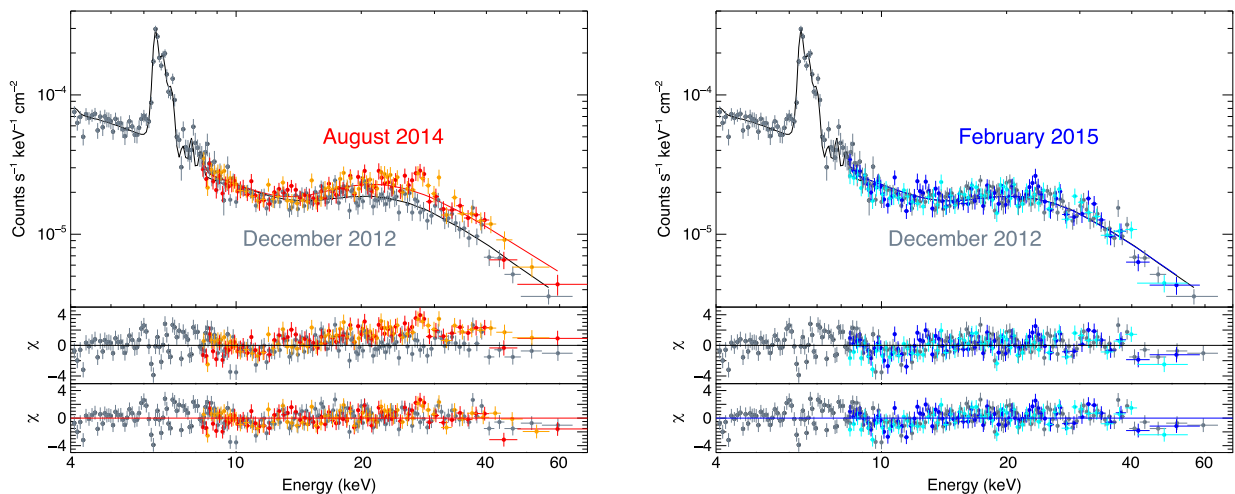 Counts s⁻¹ keV⁻¹ cm⁻²
10⁻⁴
10⁻⁵
August 2014
December 2012
χ
4
0
−4
χ
4
0
−4
4
10
20
40
60
Energy (keV)
Counts s⁻¹ keV⁻¹ cm⁻²
10⁻⁴
10⁻⁵
February 2015
December 2012
χ
4
0
−4
χ
4
0
−4
4
10
20
40
60
Energy (keV)